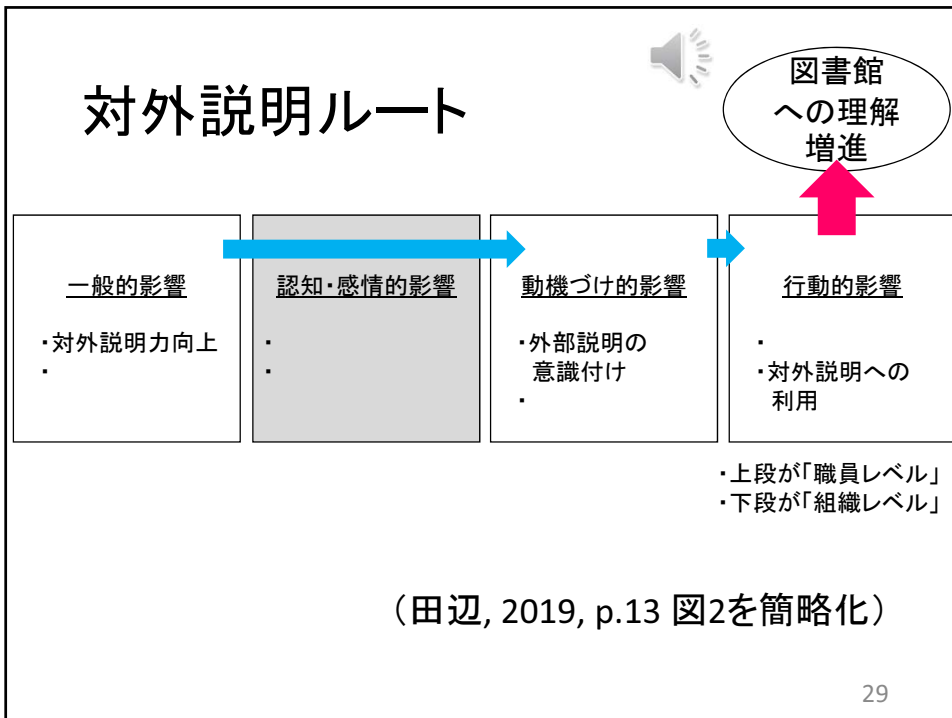 対外説明ルート
図書館
への理解
増進
一般的影響
・対外説明力向上
・
認知・感情的影響
・
・
動機づけ的影響
・外部説明の
意識付け
・
行動的影響
・
・対外説明への
利用
・上段が「職員レベル」
・下段が「組織レベル」
（田辺, 2019, p.13 図2を簡略化）
29